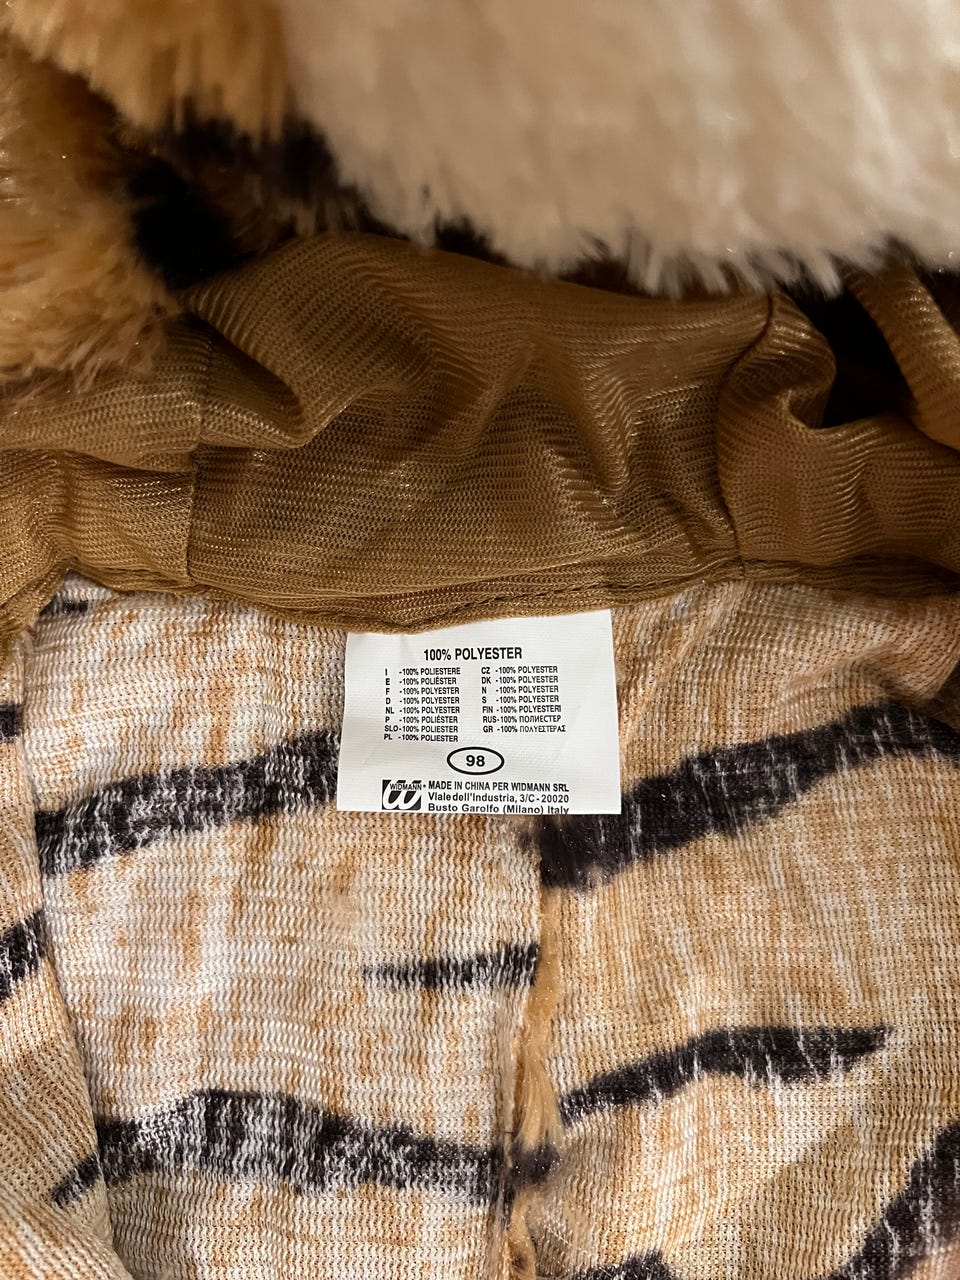 100% POLYESTER
I -100% POLIESTERE
E -100% POLIÉSTER
F -100% POLYESTER
D -100% POLYESTER
NL -100% POLYESTER
P -100% POLIÉSTER
SLO-100% POLIESTER
PL -100% POLIESTER
CZ -100% POLYESTER
DK -100% POLYESTER
N -100% POLYESTER
S -100% POLYESTER
FIN -100% POLYESTERI
RUS-100% ПОЛИЕСТЕР
GR -100% ΠΟΛΥΕΣΤΕΡΑΣ
98
WIDMANN®
MADE IN CHINA PER WIDMANN SRL
Viale dell'Industria, 3/C - 20020
Busto Garolfo (Milano) Italy